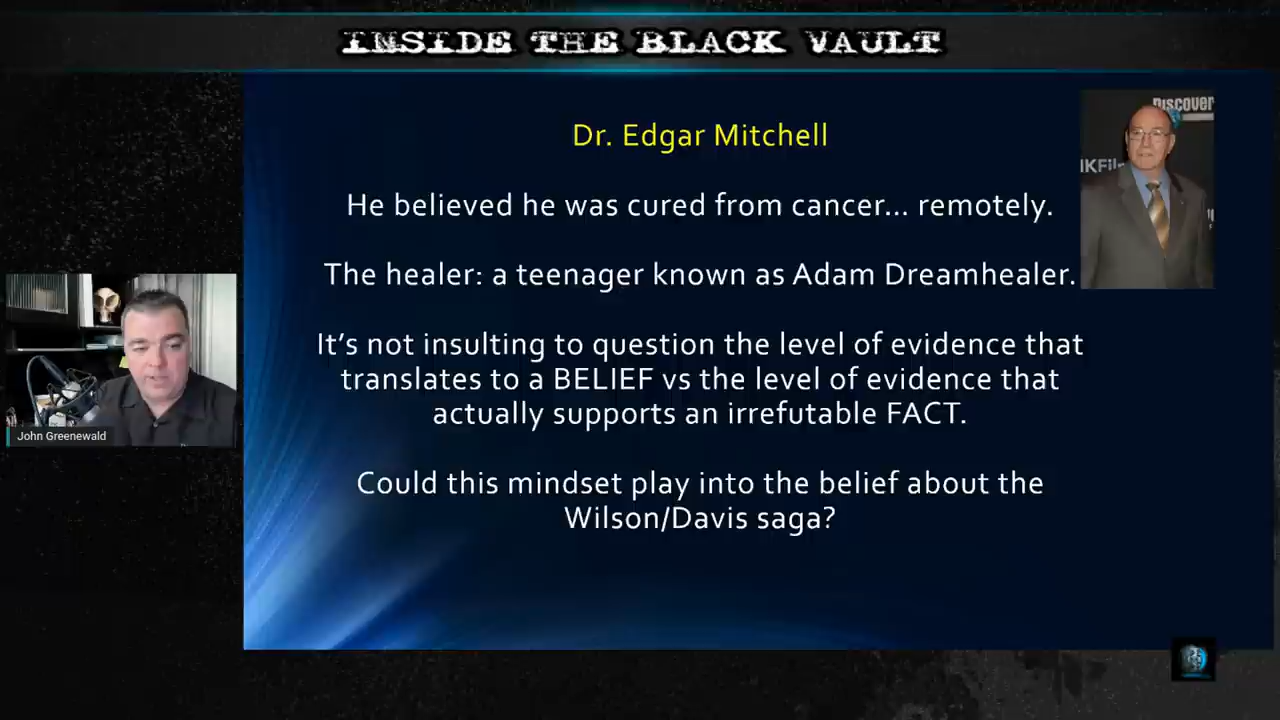 INSIDE THE BLACK VAULT
Dr. Edgar Mitchell
He believed he was cured from cancer... remotely.
The healer: a teenager known as Adam Dreamhealer.
It's not insulting to question the level of evidence that
translates to a BELIEF vs the level of evidence that
actually supports an irrefutable FACT.
Could this mindset play into the belief about the
Wilson/Davis saga?
John Greenewald